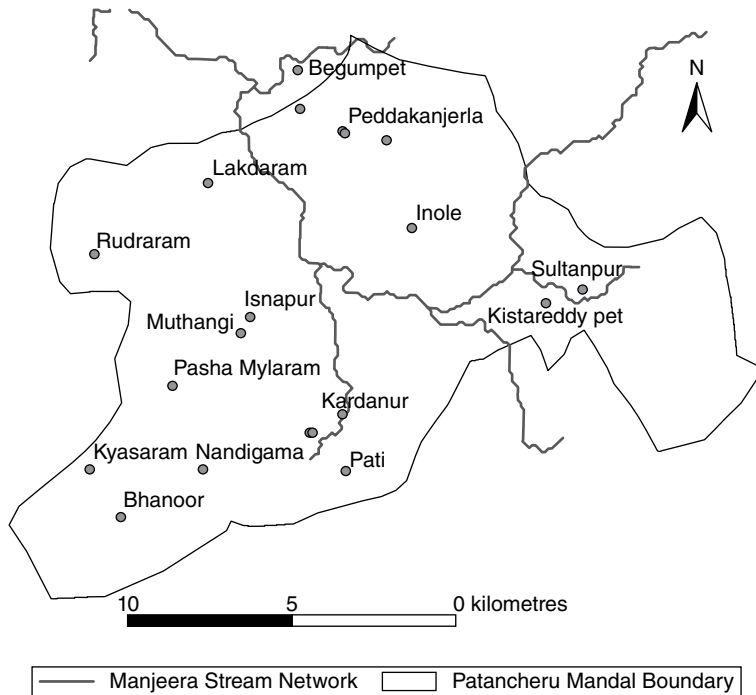 Begumpet
N
Peddakanjerla
Lakdaram
Inole
Rudraram
Sultanpur
Isnapur
Kistareddy pet
Muthangi
Pasha Mylaram
Kardanur
Kyasaram Nandigama
Pati
Bhanoor
10 5 0 kilometres
Manjeera Stream Network Patancheru Mandal Boundary